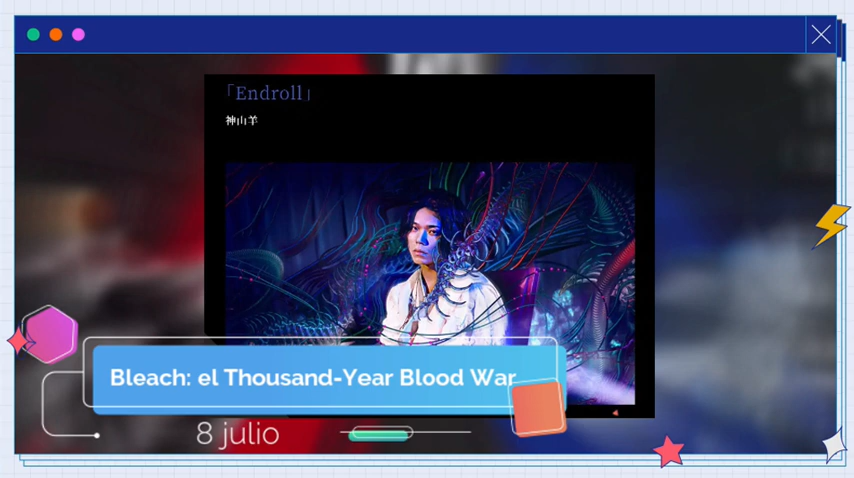 「Endroll」
神山羊
Bleach: el Thousand-Year Blood War
8 julio